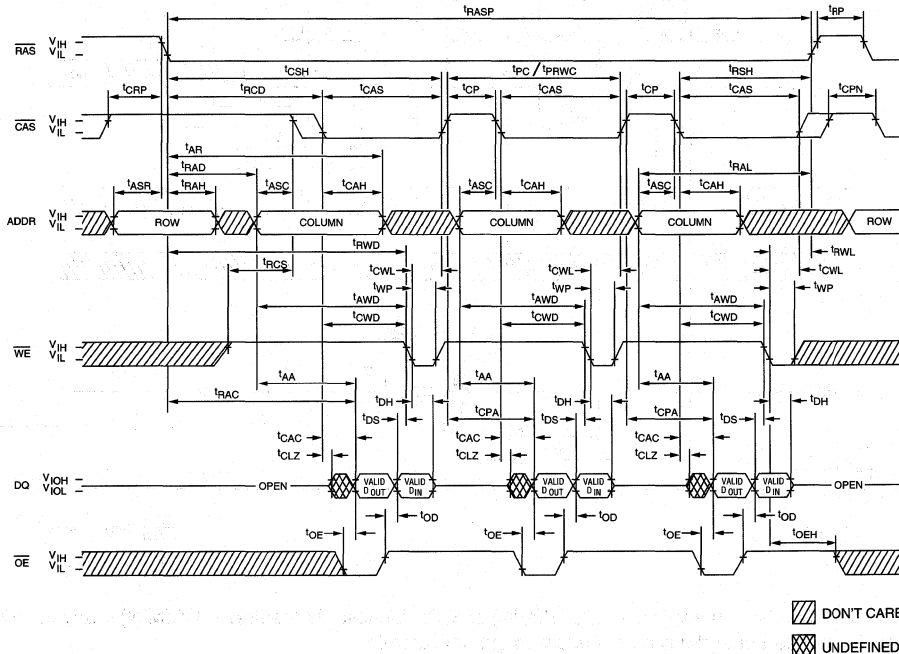 tRASP tRP
RAS VIH
VIL
tCSH tPC / tPRWC tRSH
tCRP tRCD tCAS tCP tCAS tCP tCAS tCPN
CAS VIH
VIL
tAR
tRAD tRAL
tASR tRAH tASC tCAH tASC tCAH tASC tCAH
ADDR VIH
VIL
ROW COLUMN COLUMN COLUMN ROW
tRWD tRWL
tRCS tCWL tCWL tCWL
tWP tWP tWP
tAWD tAWD tAWD
tCWD tCWD tCWD
WE VIH
VIL
tAA tAA tAA
tRAC tDH tDH tDH
tCPA tCPA
tDS tDS tDS
tCAC tCAC tCAC
tCLZ tCLZ tCLZ
DQ VIOH
VIOL
OPEN VALID DOUT VALID DIN VALID DOUT VALID DIN VALID DOUT VALID DIN OPEN
tOD tOD tOD
tOE tOE tOE tOEH
OE VIH
VIL
DON'T CARE
UNDEFINED